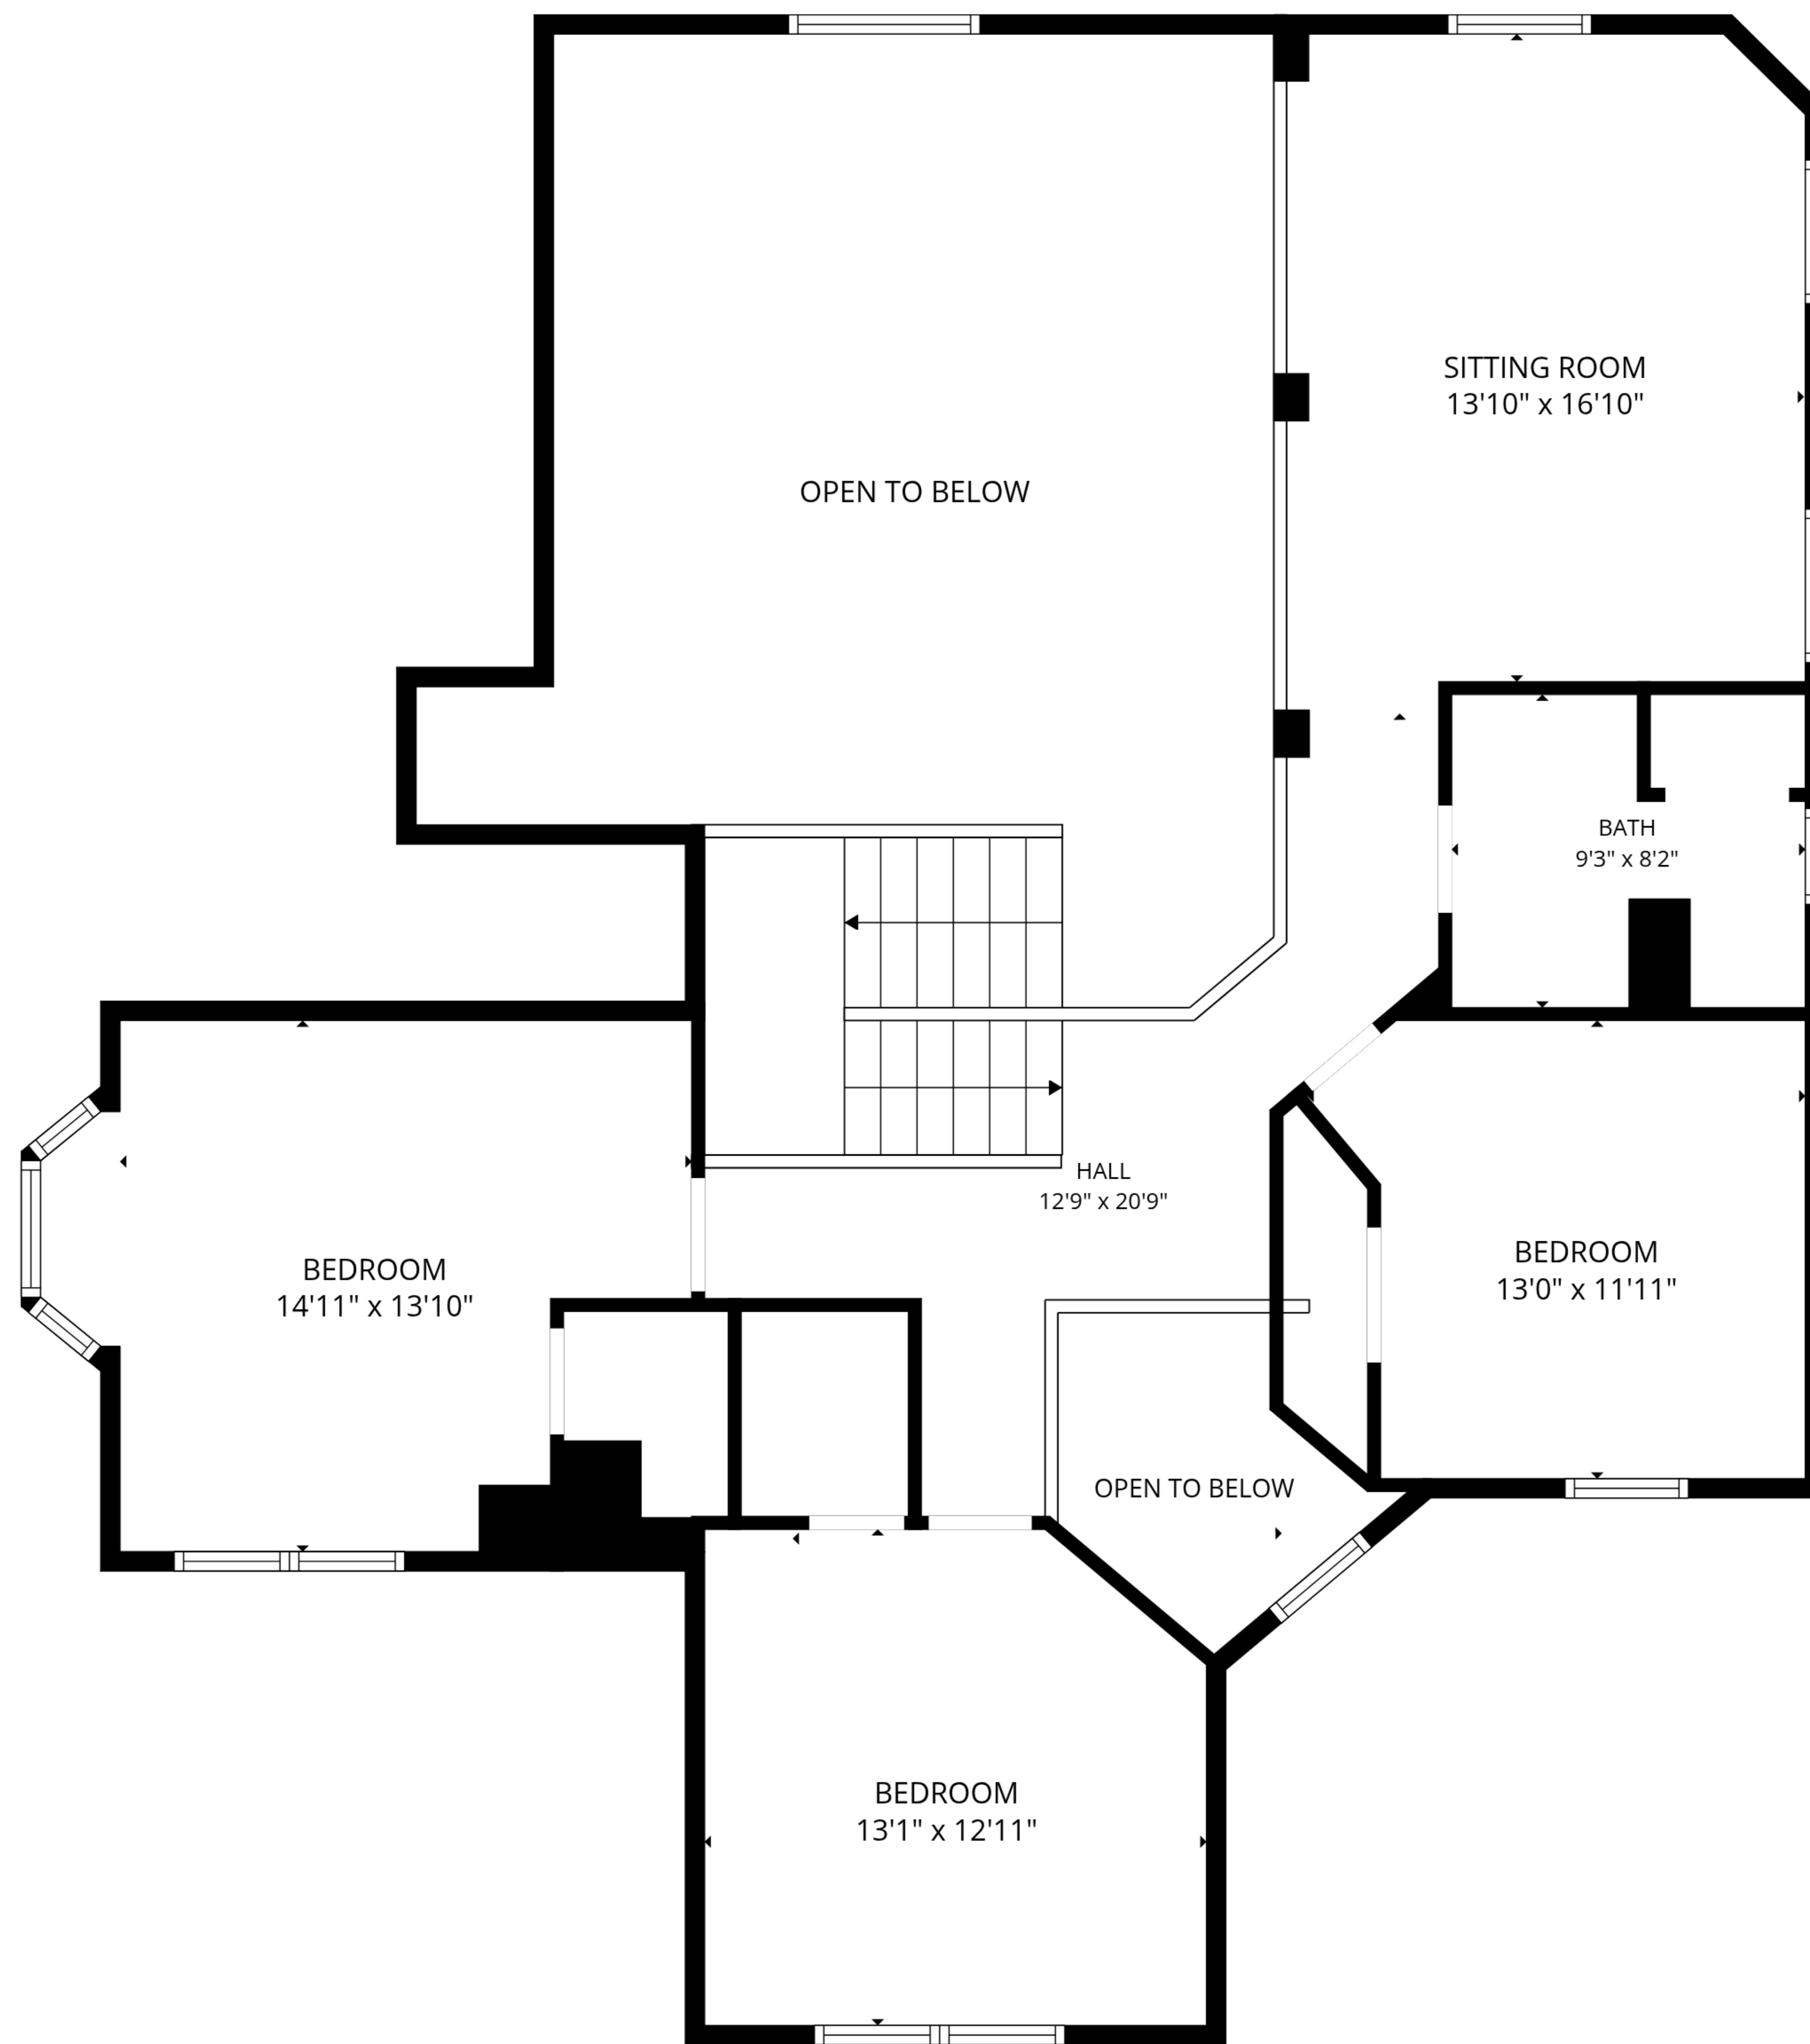 SITTING ROOM
13'10" x 16'10"
OPEN TO BELOW
BATH
9'3" x 8'2"
HALL
12'9" x 20'9"
BEDROOM
13'0" x 11'11"
BEDROOM
14'11" x 13'10"
OPEN TO BELOW
BEDROOM
13'1" x 12'11"